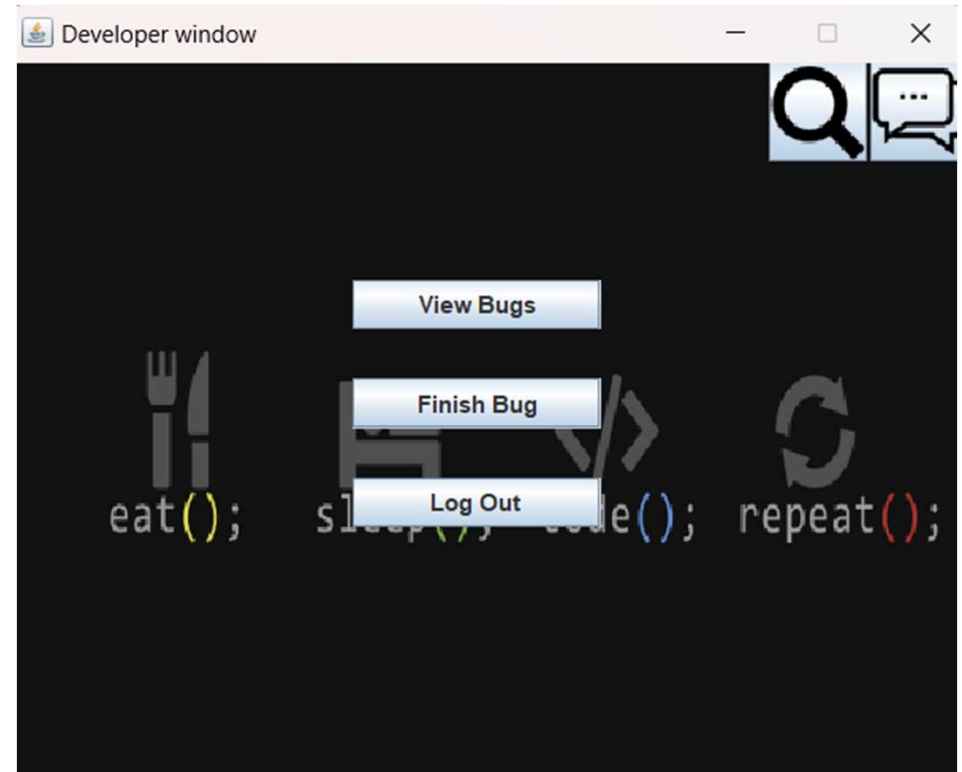 Developer window
...
View Bugs
Finish Bug
Log Out
eat(); repeat();